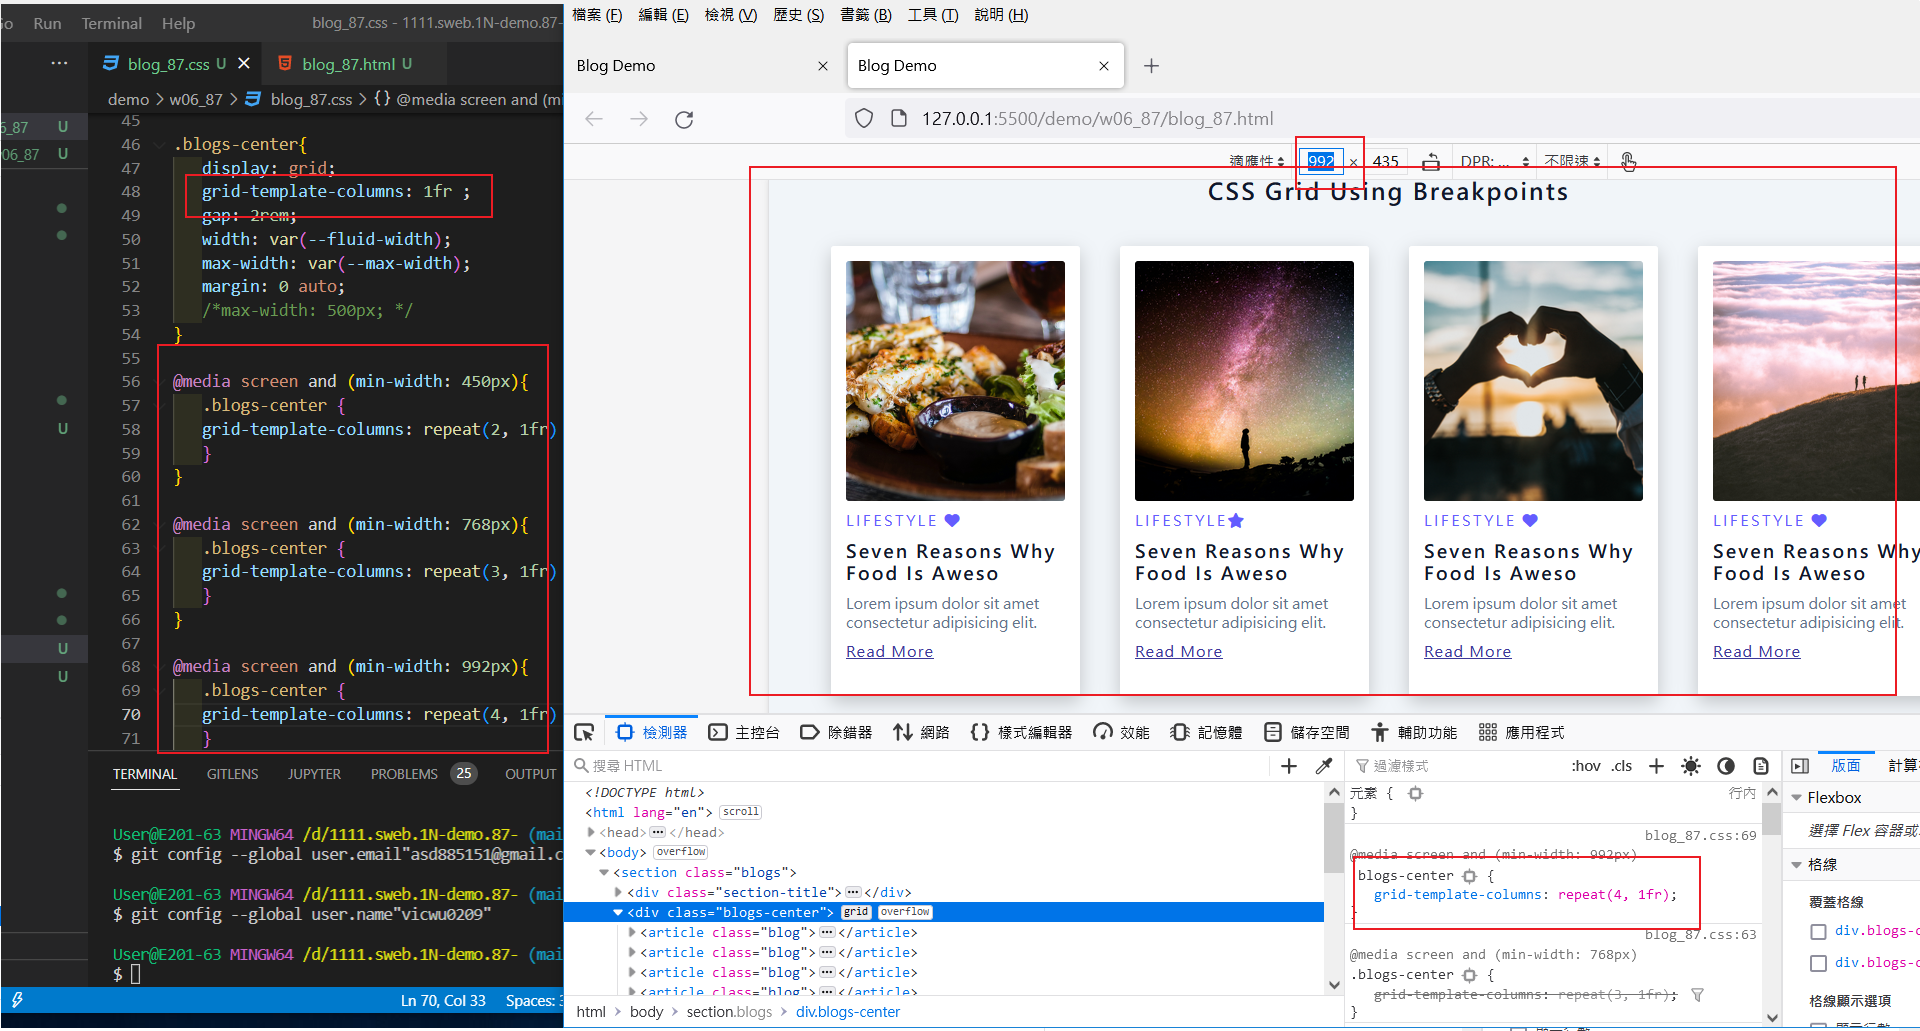 Go Run Terminal Help blog_87.css - 1111.sweb.1N-demo.87-
··· blog_87.css U × blog_87.html U
demo > w06_87 > blog_87.css > {} @media screen and (mi
6_87 U
06_87 U
U
U
U
45
46 .blogs-center{
47 display: grid;
48 grid-template-columns: 1fr ;
49 gap: 2rem;
50 width: var(--fluid-width);
51 max-width: var(--max-width);
52 margin: 0 auto;
53 /*max-width: 500px; */
54 }
55
56 @media screen and (min-width: 450px){
57 .blogs-center {
58 grid-template-columns: repeat(2, 1fr)
59 }
60 }
61
62 @media screen and (min-width: 768px){
63 .blogs-center {
64 grid-template-columns: repeat(3, 1fr)
65 }
66 }
67
68 @media screen and (min-width: 992px){
69 .blogs-center {
70 grid-template-columns: repeat(4, 1fr)
71 }
TERMINAL GITLENS JUPYTER PROBLEMS 25 OUTPUT
User@E201-63 MINGW64 /d/1111.sweb.1N-demo.87- (mai
$ git config --global user.email"asd885151@gmail.c
User@E201-63 MINGW64 /d/1111.sweb.1N-demo.87- (mai
$ git config --global user.name"vicwu0209"
User@E201-63 MINGW64 /d/1111.sweb.1N-demo.87- (mai
$
Ln 70, Col 33 Spaces: 3
檔案 (F) 編輯 (E) 檢視 (V) 歷史 (S) 書籤 (B) 工具 (T) 說明 (H)
Blog Demo × Blog Demo × +
127.0.0.1:5500/demo/w06_87/blog_87.html
適應性 992 × 435 DPR: ... 不限速
CSS Grid Using Breakpoints
LIFESTYLE
Seven Reasons Why
Food Is Aweso
Lorem ipsum dolor sit amet
consectetur adipisicing elit.
Read More
LIFESTYLE
Seven Reasons Why
Food Is Aweso
Lorem ipsum dolor sit amet
consectetur adipisicing elit.
Read More
LIFESTYLE
Seven Reasons Why
Food Is Aweso
Lorem ipsum dolor sit amet
consectetur adipisicing elit.
Read More
LIFESTYLE
Seven Reasons Why
Food Is Aweso
Lorem ipsum dolor sit amet
consectetur adipisicing elit.
Read More
檢測器 主控台 除錯器 網路 樣式編輯器 效能 記憶體 儲存空間 輔助功能 應用程式
搜尋 HTML
<!DOCTYPE html>
<html lang="en"> scroll
<head> ··· </head>
<body> overflow
<section class="blogs">
<div class="section-title"> ··· </div>
<div class="blogs-center"> grid overflow
<article class="blog"> ··· </article>
<article class="blog"> ··· </article>
<article class="blog"> ··· </article>
<article class="blog"> ··· </article>
html > body > section.blogs > div.blogs-center
過濾樣式 :hov .cls +
元素 { 行內
}
blog_87.css:69
@media screen and (min-width: 992px)
blogs-center {
grid-template-columns: repeat(4, 1fr);
}
blog_87.css:63
@media screen and (min-width: 768px)
.blogs-center {
grid-template-columns: repeat(3, 1fr);
}
版面 計算
Flexbox
選擇 Flex 容器或
格線
覆蓋格線
div.blogs-c
div.blogs-c
格線顯示選項
顯示行數